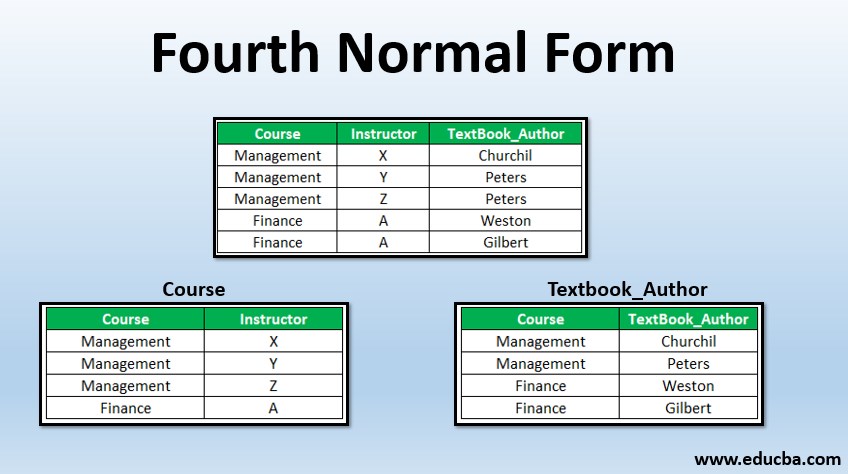 Fourth Normal Form
Course Instructor TextBook_Author
Management X Churchil
Management Y Peters
Management Z Peters
Finance A Weston
Finance A Gilbert
Course
Course Instructor
Management X
Management Y
Management Z
Finance A
Textbook_Author
Course TextBook_Author
Management Churchil
Management Peters
Finance Weston
Finance Gilbert
www.educba.com